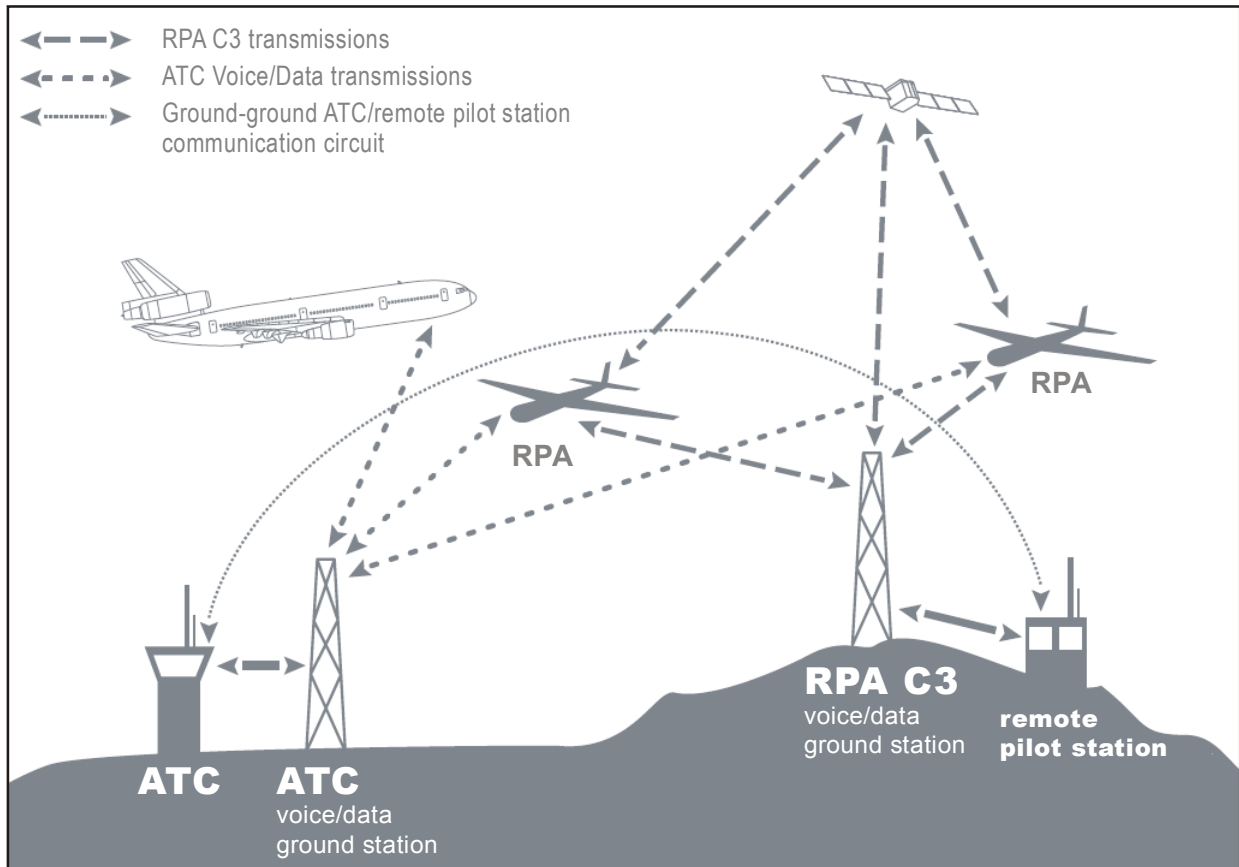 RPA C3 transmissions
ATC Voice/Data transmissions
Ground-ground ATC/remote pilot station
communication circuit
RPA
RPA
RPA C3
voice/data
ground station
remote
pilot station
ATC
ATC
voice/data
ground station